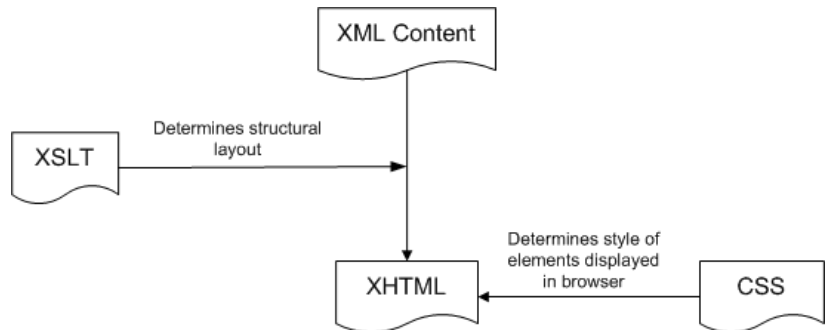 XML Content
Determines structural
layout
XSLT
Determines style of
elements displayed
in browser
XHTML
CSS